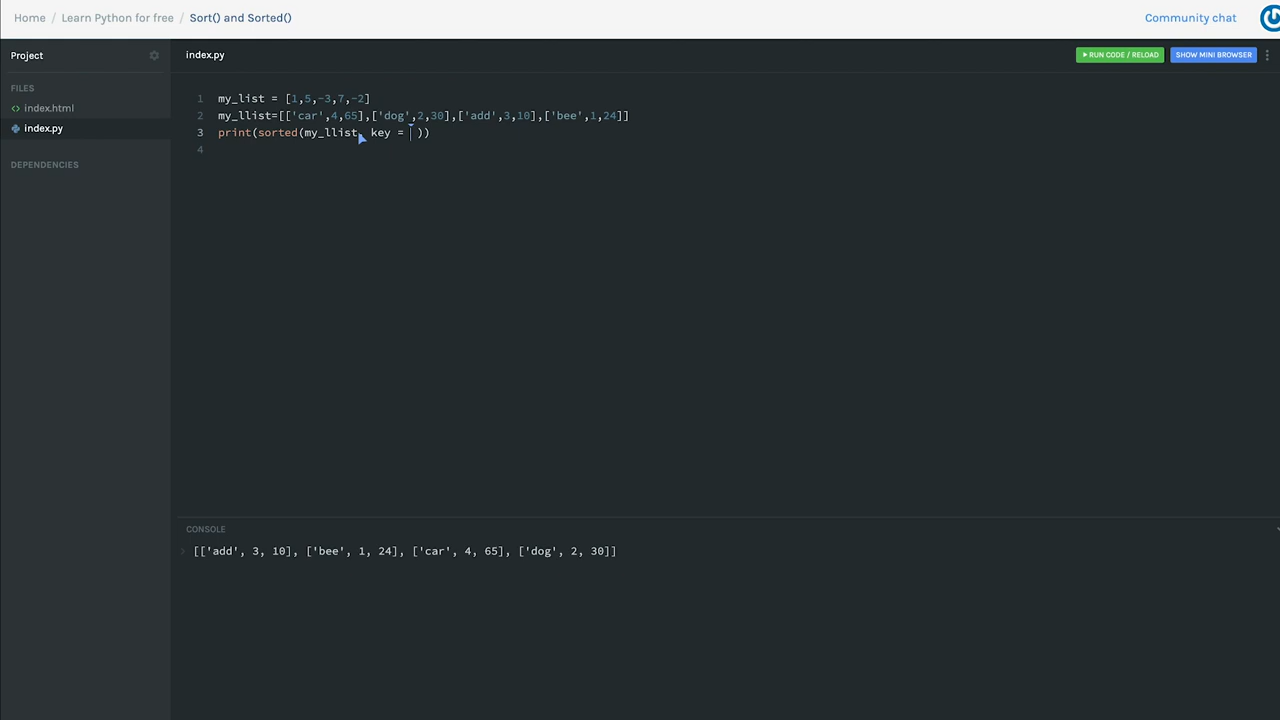 Home / Learn Python for free / Sort() and Sorted()
Community chat
Project
index.py
RUN CODE / RELOAD
SHOW MINI BROWSER
FILES
<> index.html
index.py
DEPENDENCIES
1 my_list = [1,5,-3,7,-2]
2 my_llist=[['car',4,65],['dog',2,30],['add',3,10],['bee',1,24]]
3 print(sorted(my_llist, key = ))
4
CONSOLE
[['add', 3, 10], ['bee', 1, 24], ['car', 4, 65], ['dog', 2, 30]]